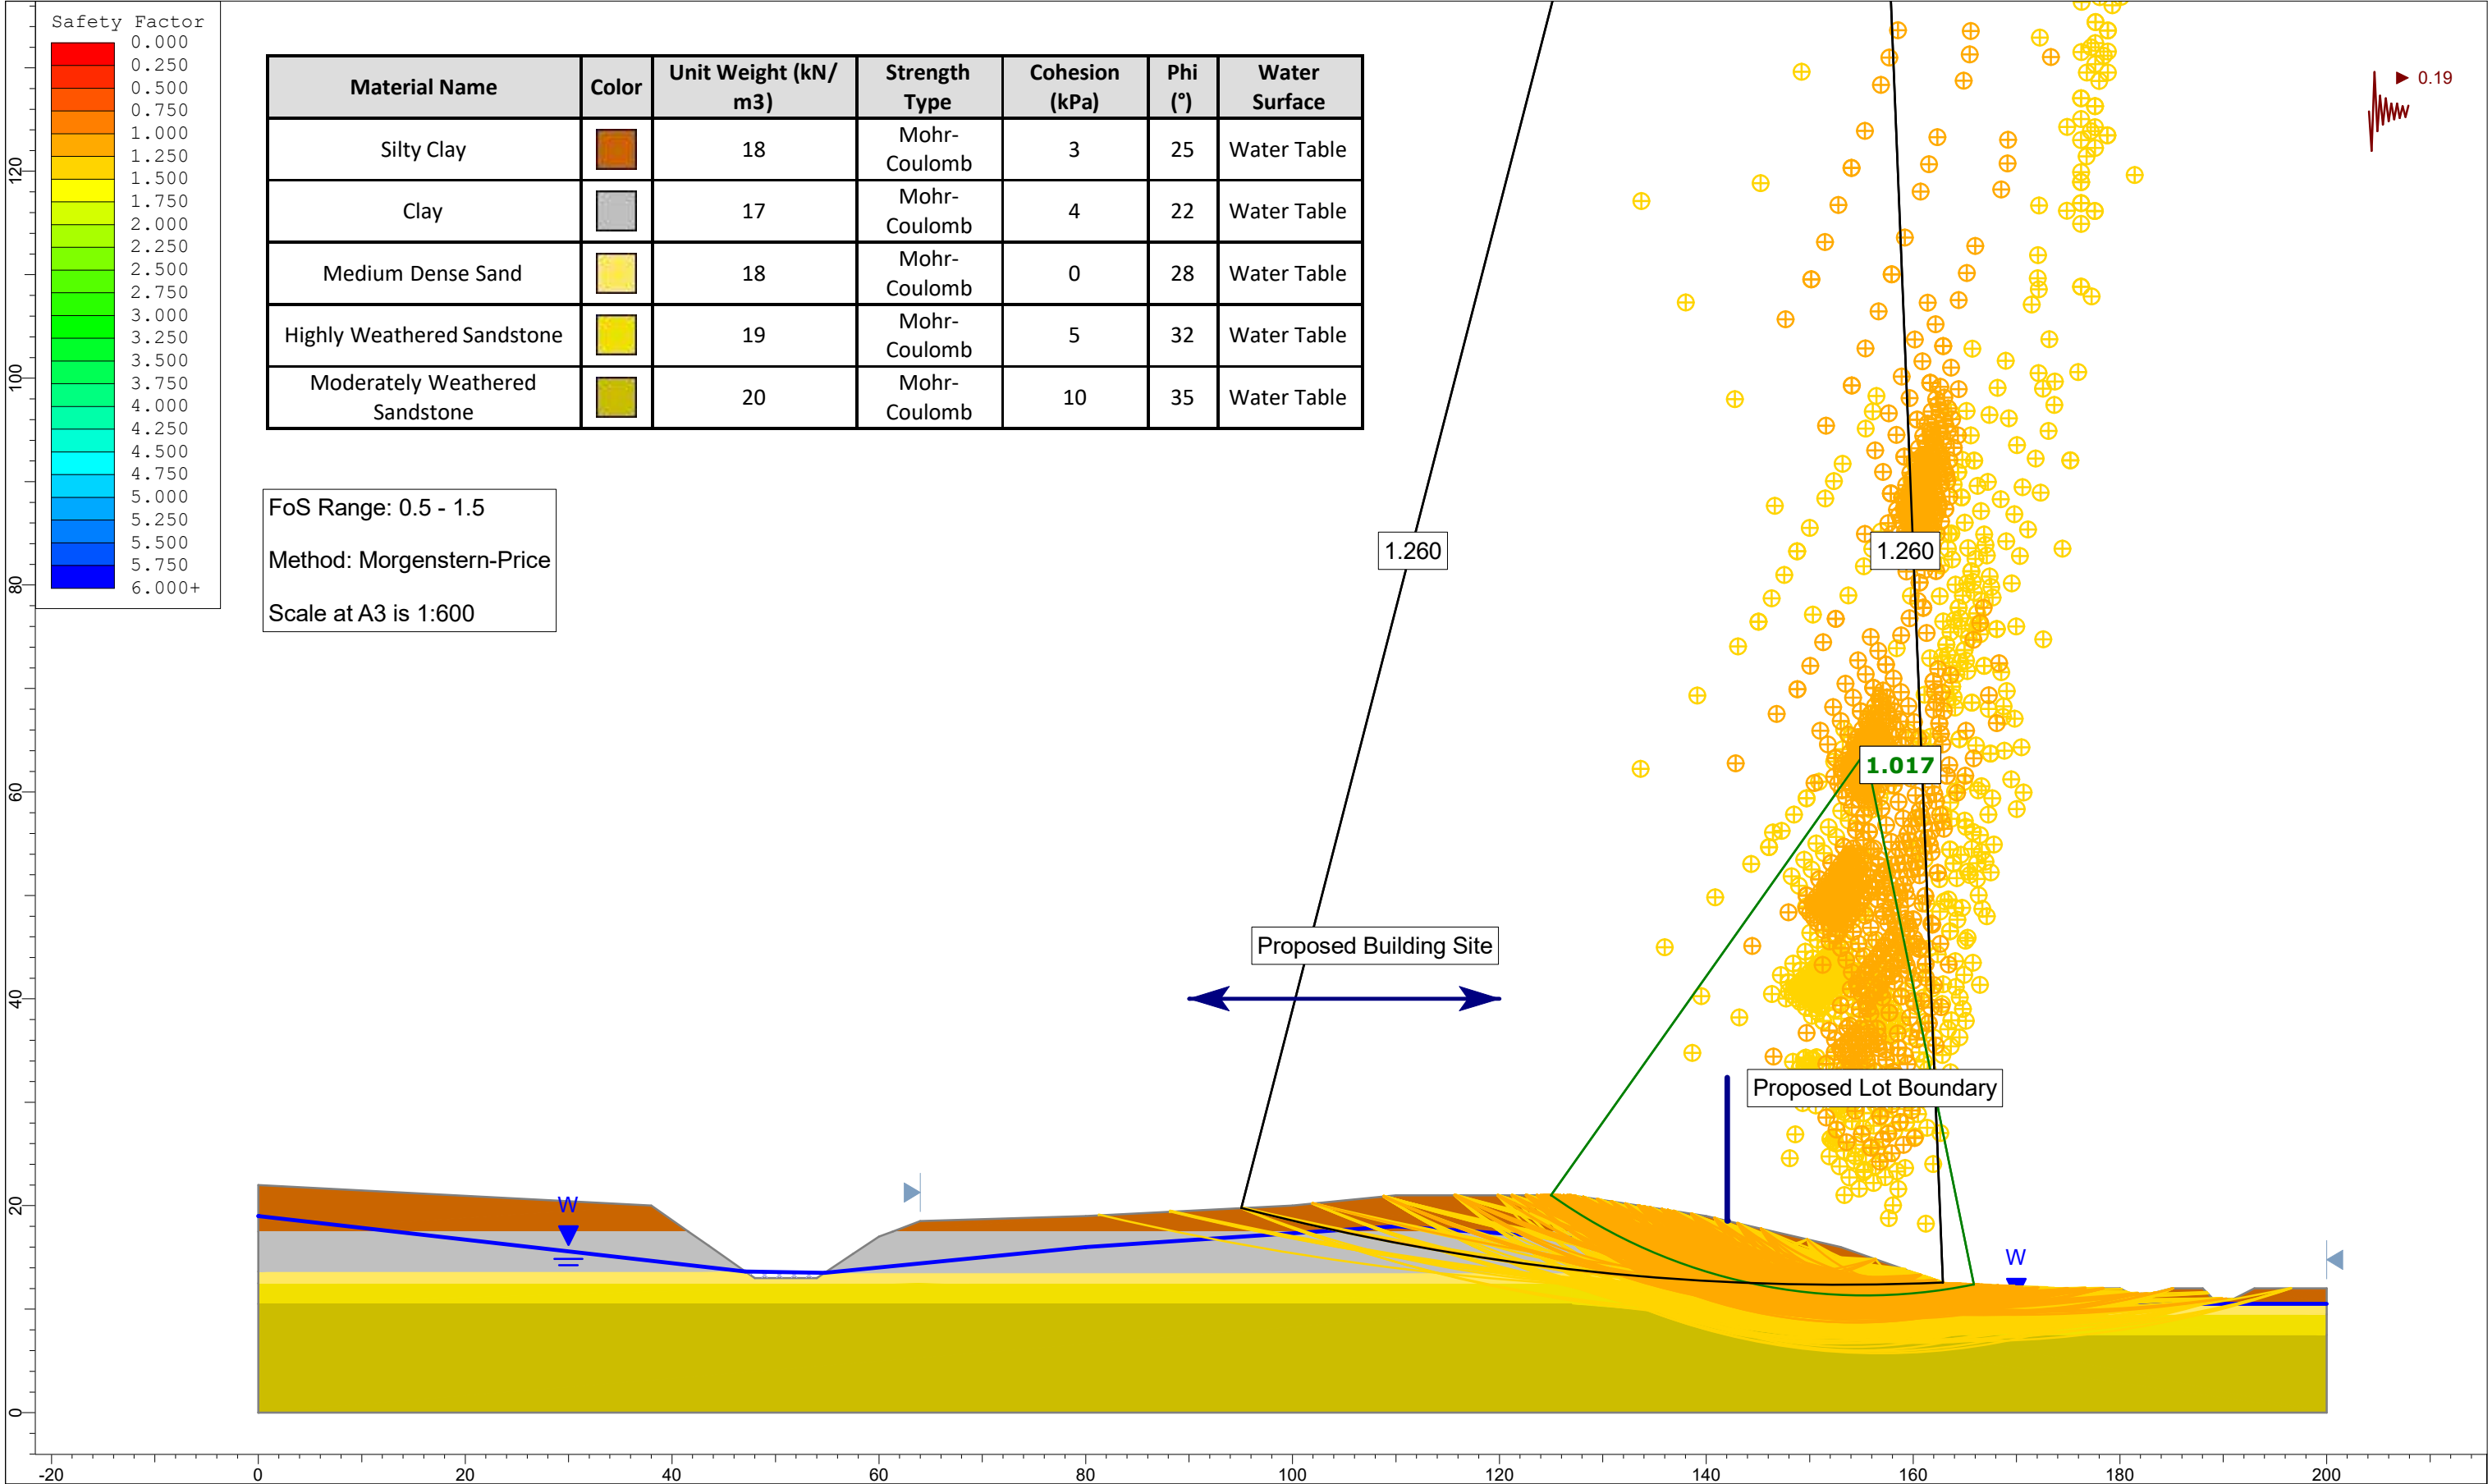 Safety Factor
0.000
0.250
0.500
0.750
1.000
1.250
1.500
1.750
2.000
2.250
2.500
2.750
3.000
3.250
3.500
3.750
4.000
4.250
4.500
4.750
5.000
5.250
5.500
5.750
6.000+
Material Name Color Unit Weight (kN/ m3) Strength Type Cohesion (kPa) Phi (°) Water Surface
Silty Clay 18 Mohr-Coulomb 3 25 Water Table
Clay 17 Mohr-Coulomb 4 22 Water Table
Medium Dense Sand 18 Mohr-Coulomb 0 28 Water Table
Highly Weathered Sandstone 19 Mohr-Coulomb 5 32 Water Table
Moderately Weathered Sandstone 20 Mohr-Coulomb 10 35 Water Table
0.19
FoS Range: 0.5 - 1.5
Method: Morgenstern-Price
Scale at A3 is 1:600
1.260
1.260
1.017
Proposed Building Site
Proposed Lot Boundary
W
W
120
100
80
60
40
20
0
-20 0 20 40 60 80 100 120 140 160 180 200